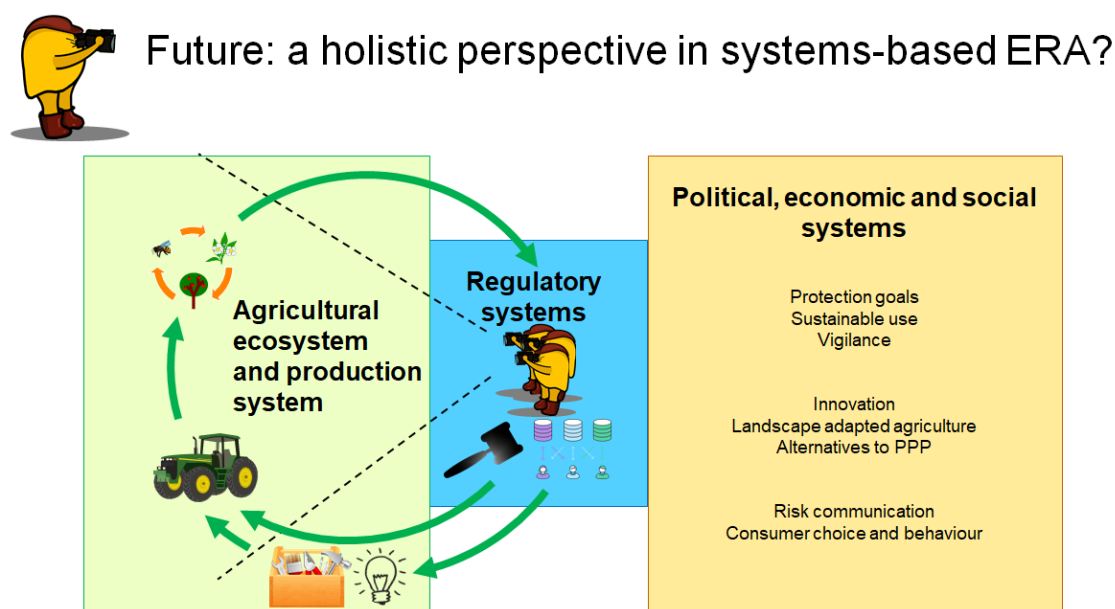 Future: a holistic perspective in systems-based ERA?
Agricultural
ecosystem
and production
system
Regulatory
systems
Political, economic and social
systems
Protection goals
Sustainable use
Vigilance
Innovation
Landscape adapted agriculture
Alternatives to PPP
Risk communication
Consumer choice and behaviour